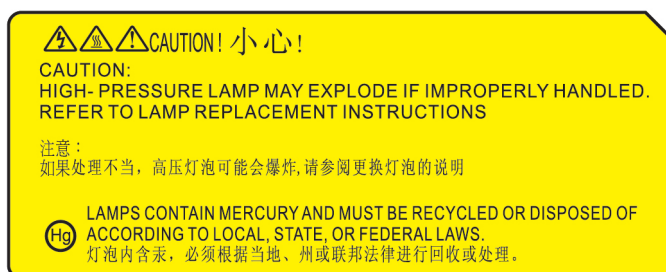 CAUTION! 小心!
CAUTION:
HIGH- PRESSURE LAMP MAY EXPLODE IF IMPROPERLY HANDLED.
REFER TO LAMP REPLACEMENT INSTRUCTIONS
注意：
如果处理不当，高压灯泡可能会爆炸,请参阅更换灯泡的说明
LAMPS CONTAIN MERCURY AND MUST BE RECYCLED OR DISPOSED OF
Hg ACCORDING TO LOCAL, STATE, OR FEDERAL LAWS.
灯泡内含汞，必须根据当地、州或联邦法律进行回收或处理。